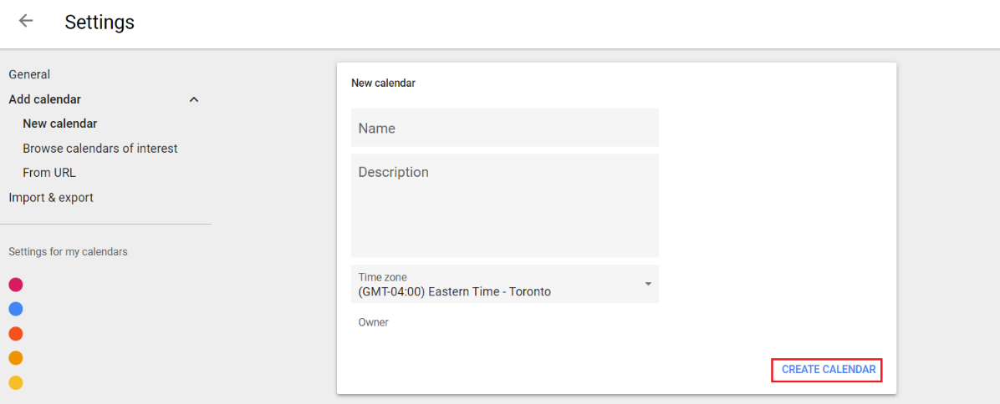 Settings
General
Add calendar
New calendar
Browse calendars of interest
From URL
Import & export
Settings for my calendars
New calendar
Name
Description
Time zone
(GMT-04:00) Eastern Time - Toronto
Owner
CREATE CALENDAR